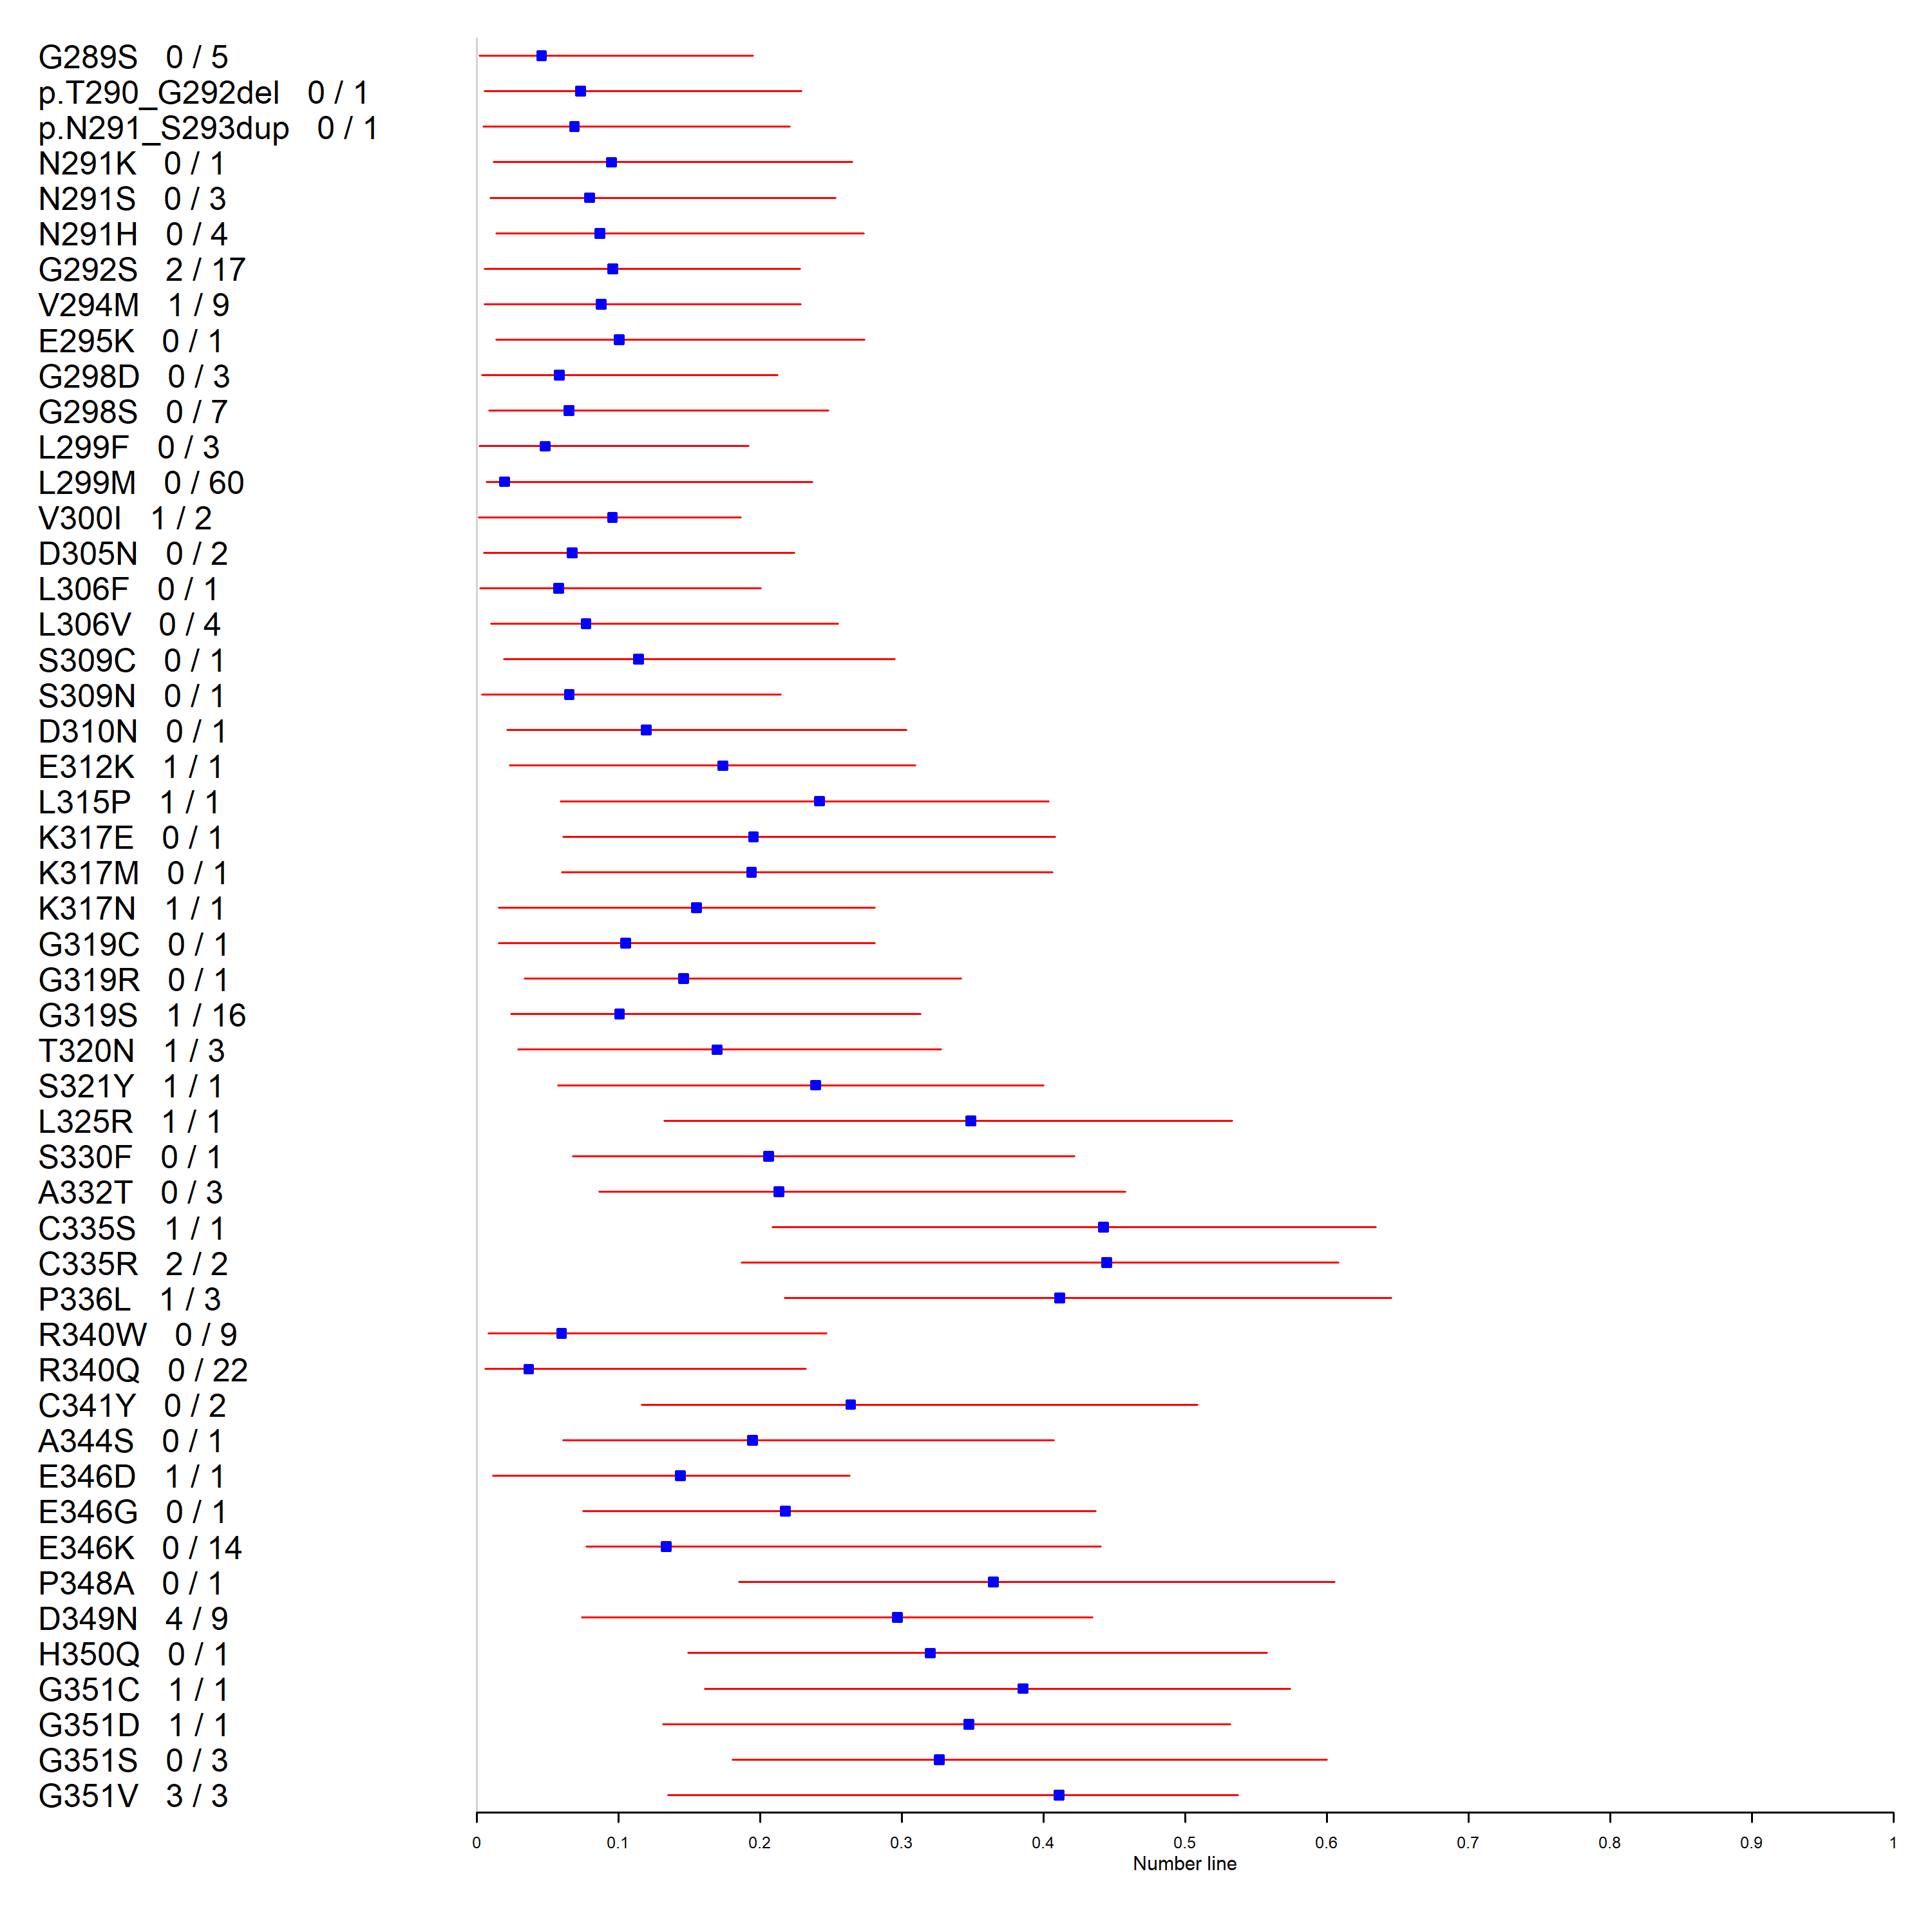 G289S 0 / 5
p.T290_G292del 0 / 1
p.N291_S293dup 0 / 1
N291K 0 / 1
N291S 0 / 3
N291H 0 / 4
G292S 2 / 17
V294M 1 / 9
E295K 0 / 1
G298D 0 / 3
G298S 0 / 7
L299F 0 / 3
L299M 0 / 60
V300I 1 / 2
D305N 0 / 2
L306F 0 / 1
L306V 0 / 4
S309C 0 / 1
S309N 0 / 1
D310N 0 / 1
E312K 1 / 1
L315P 1 / 1
K317E 0 / 1
K317M 0 / 1
K317N 1 / 1
G319C 0 / 1
G319R 0 / 1
G319S 1 / 16
T320N 1 / 3
S321Y 1 / 1
L325R 1 / 1
S330F 0 / 1
A332T 0 / 3
C335S 1 / 1
C335R 2 / 2
P336L 1 / 3
R340W 0 / 9
R340Q 0 / 22
C341Y 0 / 2
A344S 0 / 1
E346D 1 / 1
E346G 0 / 1
E346K 0 / 14
P348A 0 / 1
D349N 4 / 9
H350Q 0 / 1
G351C 1 / 1
G351D 1 / 1
G351S 0 / 3
G351V 3 / 3
0 0.1 0.2 0.3 0.4 0.5 0.6 0.7 0.8 0.9 1
Number line